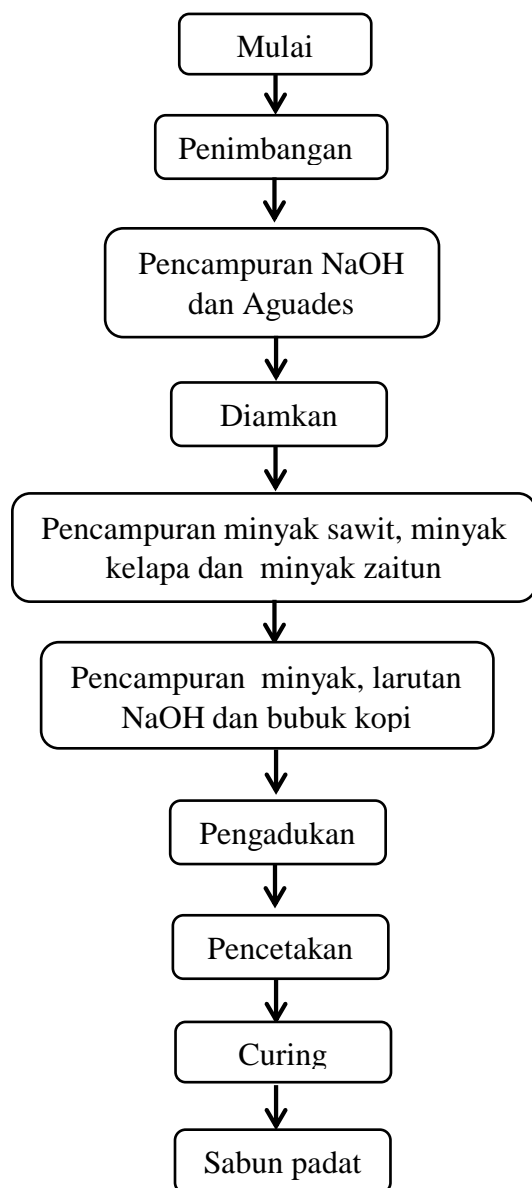 Mulai
Penimbangan
Pencampuran NaOH
dan Aguades
Diamkan
Pencampuran minyak sawit, minyak
kelapa dan minyak zaitun
Pencampuran minyak, larutan
NaOH dan bubuk kopi
Pengadukan
Pencetakan
Curing
Sabun padat